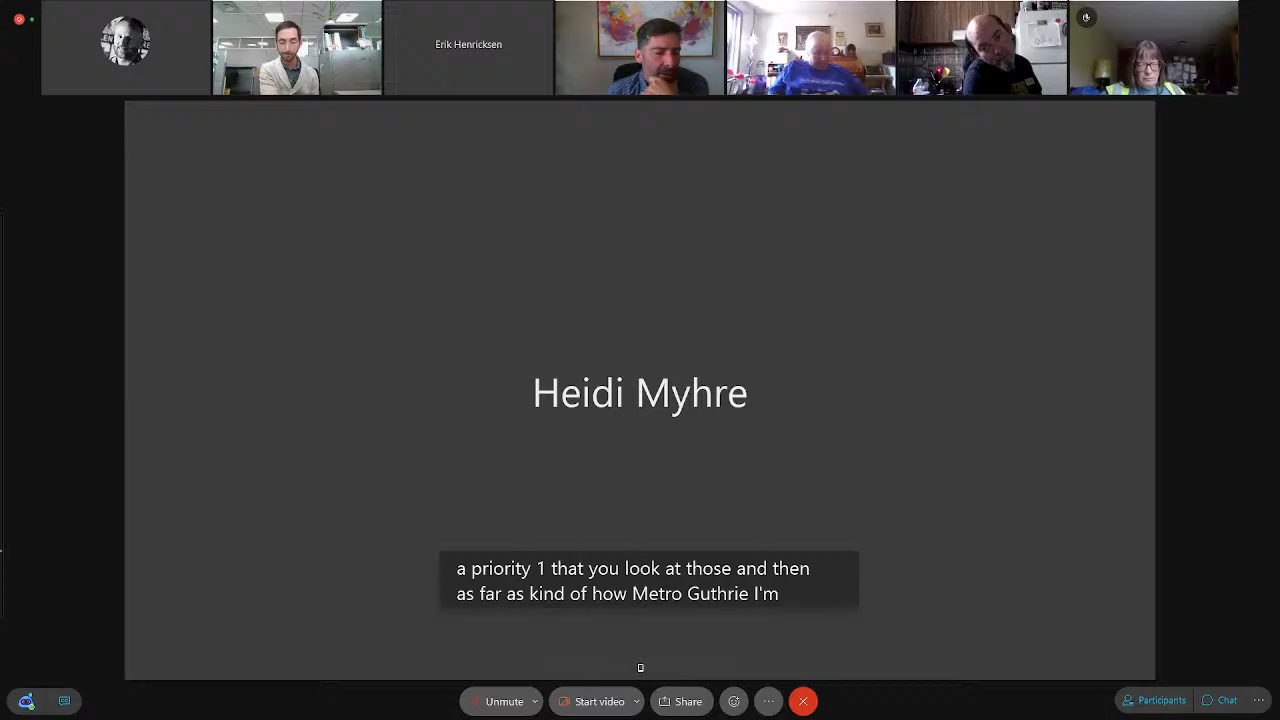 Erik Henricksen
Heidi Myhre
a priority 1 that you look at those and then
as far as kind of how Metro Guthrie I'm
Unmute
Start video
Share
Participants
Chat